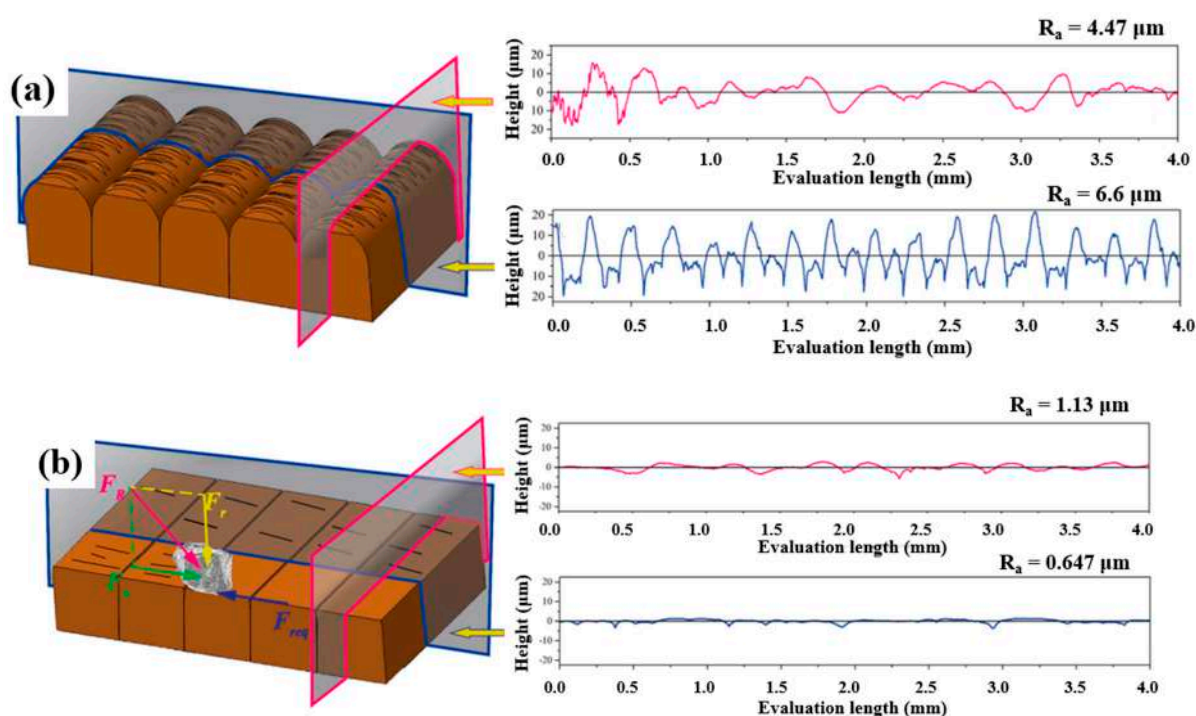 (a)
R_a = 4.47 μm
Height (μm)
20
10
0
10
20
0.0 0.5 1.0 1.5 2.0 2.5 3.0 3.5 4.0
Evaluation length (mm)
R_a = 6.6 μm
Height (μm)
20
10
0
10
20
0.0 0.5 1.0 1.5 2.0 2.5 3.0 3.5 4.0
Evaluation length (mm)
(b)
F_R
F_r
F_req
R_a = 1.13 μm
Height (μm)
20
10
0
-10
-20
0.0 0.5 1.0 1.5 2.0 2.5 3.0 3.5 4.0
Evaluation length (mm)
R_a = 0.647 μm
Height (μm)
20
10
0
-10
-20
0.0 0.5 1.0 1.5 2.0 2.5 3.0 3.5 4.0
Evaluation length (mm)